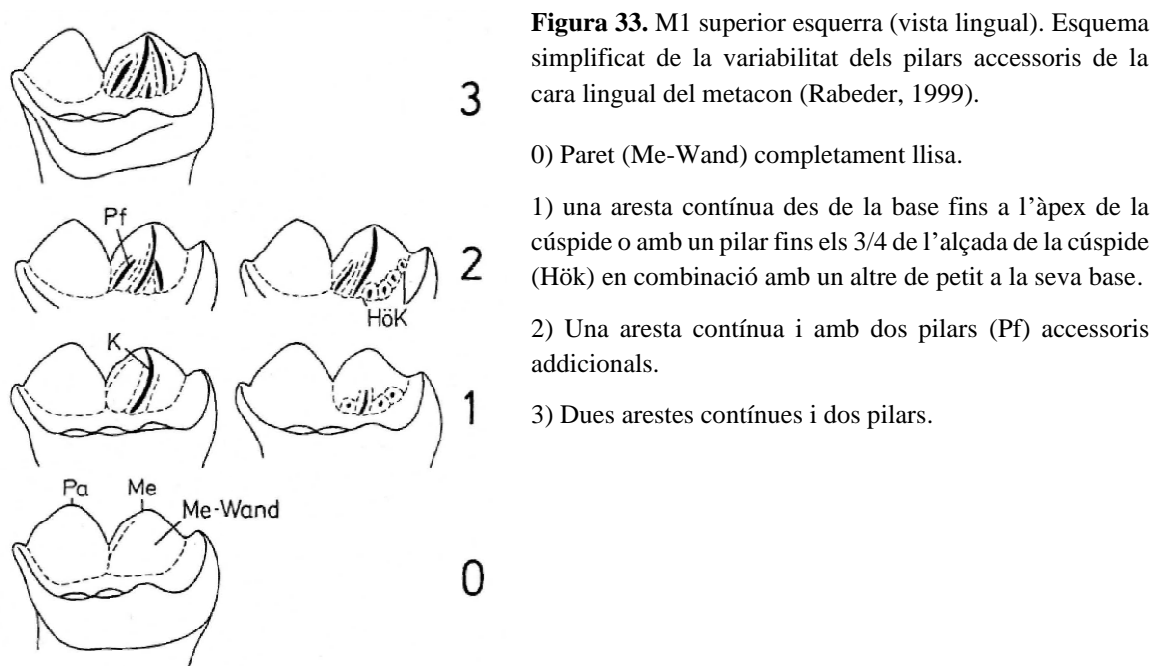 3
Pf
2
HöK
K
1
Pa
Me
Me-Wand
0
Figura 33. M1 superior esquerra (vista lingual). Esquema
simplificat de la variabilitat dels pilars accessoris de la
cara lingual del metacon (Rabeder, 1999).
0) Paret (Me-Wand) completament llisa.
1) una aresta contínua des de la base fins a l’àpex de la
cúspide o amb un pilar fins els 3/4 de l’alçada de la cúspide
(Hök) en combinació amb un altre de petit a la seva base.
2) Una aresta contínua i amb dos pilars (Pf) accessoris
addicionals.
3) Dues arestes contínues i dos pilars.